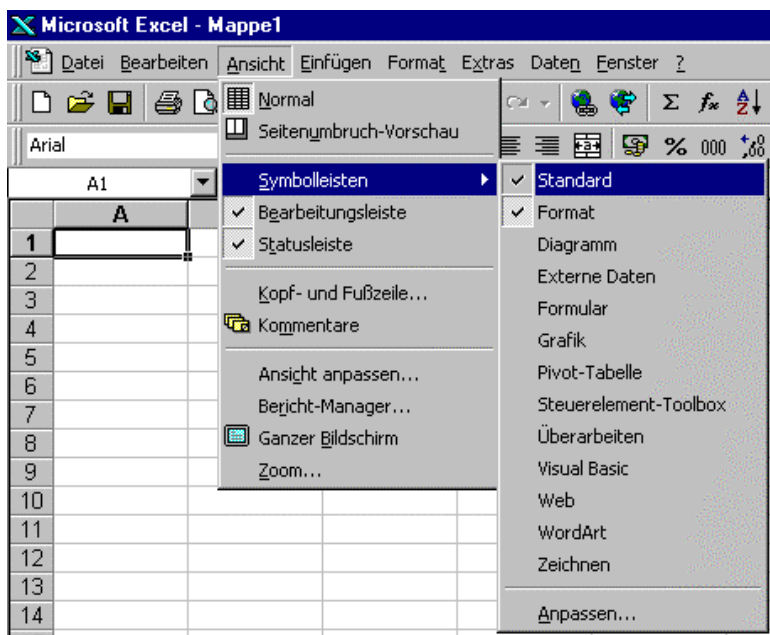 Microsoft Excel - Mappe1
Datei Bearbeiten Ansicht Einfügen Format Extras Daten Fenster ?
Arial
% 000
A1
A
1
2
3
4
5
6
7
8
9
10
11
12
13
14
Normal
Seitenumbruch-Vorschau
Symbolleisten
Bearbeitungsleiste
Statusleiste
Kopf- und Fußzeile...
Kommentare
Ansicht anpassen...
Bericht-Manager...
Ganzer Bildschirm
Zoom...
Standard
Format
Diagramm
Externe Daten
Formular
Grafik
Pivot-Tabelle
Steuerelement-Toolbox
Überarbeiten
Visual Basic
Web
WordArt
Zeichnen
Anpassen...